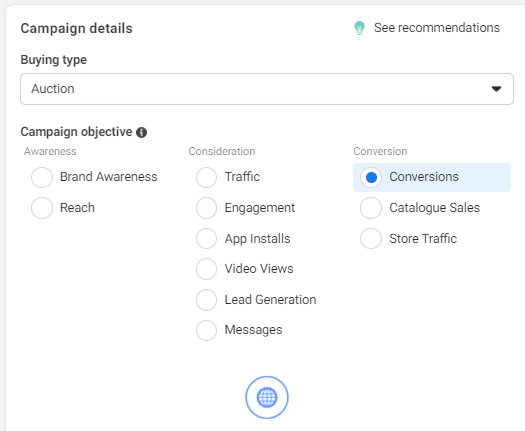 Campaign details
See recommendations
Buying type
Auction
Campaign objective
Awareness
Brand Awareness
Reach
Consideration
Traffic
Engagement
App Installs
Video Views
Lead Generation
Messages
Conversion
Conversions
Catalogue Sales
Store Traffic